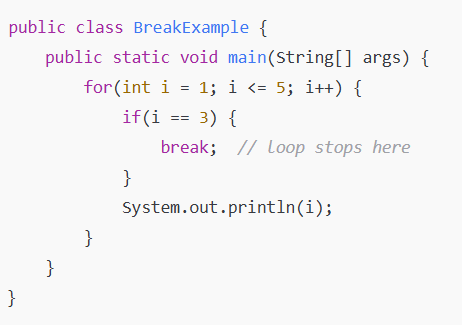 public class BreakExample {
    public static void main(String[] args) {
        for(int i = 1; i <= 5; i++) {
            if(i == 3) {
                break;  // loop stops here
            }
            System.out.println(i);
        }
    }
}